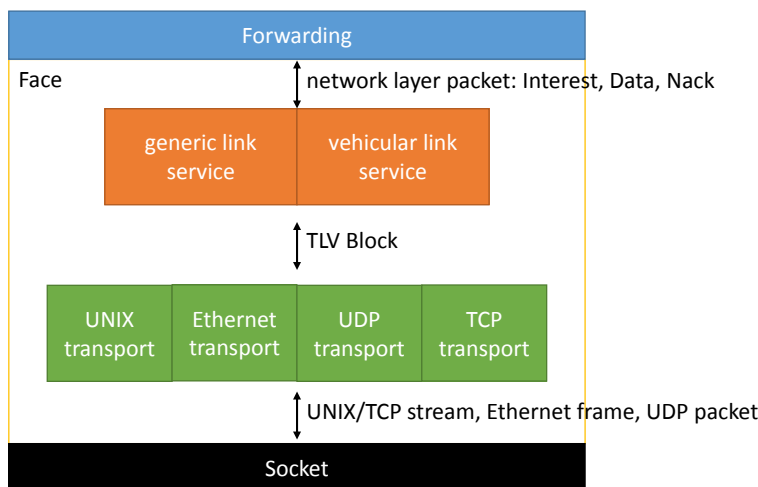 Forwarding
Face
network layer packet: Interest, Data, Nack
generic link
service
vehicular link
service
TLV Block
UNIX
transport
Ethernet
transport
UDP
transport
TCP
transport
UNIX/TCP stream, Ethernet frame, UDP packet
Socket